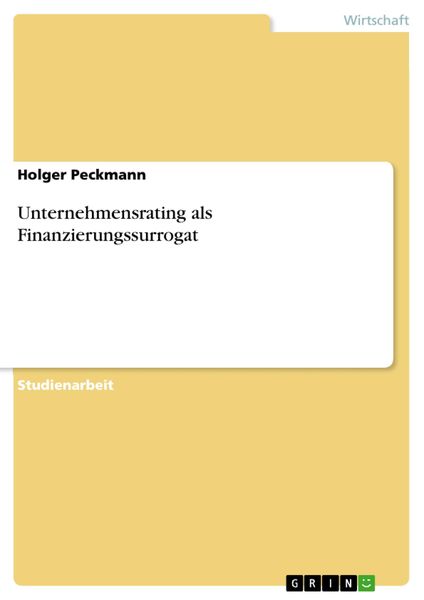 Wirtschaft
Holger Peckmann
Unternehmensrating als
Finanzierungssurrogat
Studienarbeit
GRIN